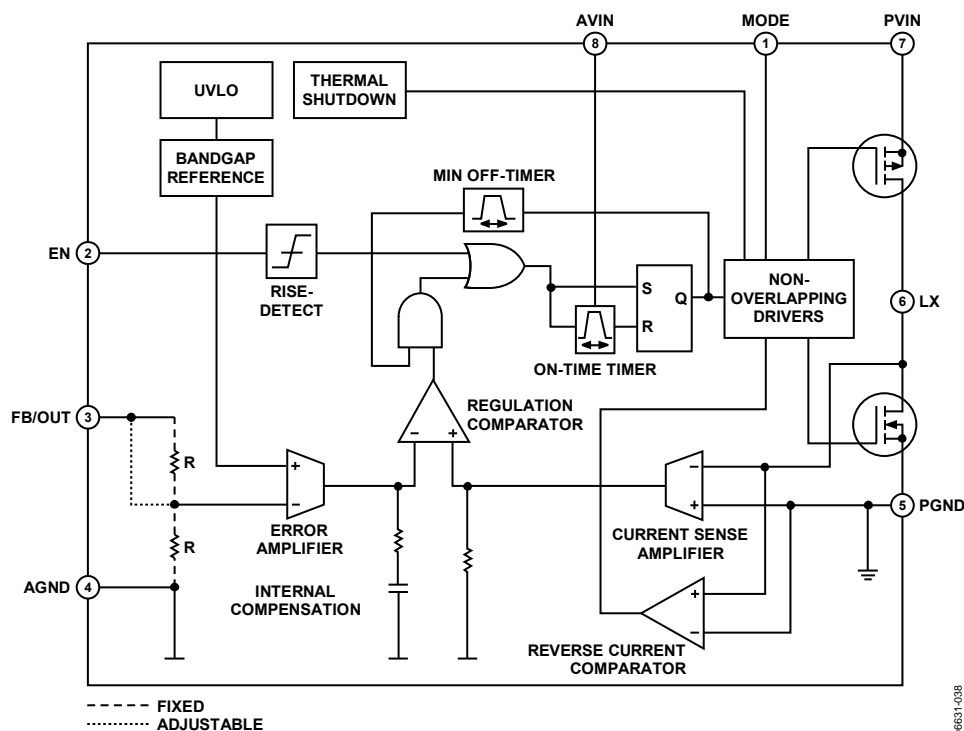 AVIN
MODE
PVIN
8
1
7
UVLO
THERMAL
SHUTDOWN
BANDGAP
REFERENCE
MIN OFF-TIMER
EN
2
RISE-
DETECT
S
Q
R
NON-
OVERLAPPING
DRIVERS
6
LX
ON-TIME TIMER
FB/OUT
3
REGULATION
COMPARATOR
–
+
R
+
–
ERROR
AMPLIFIER
–
+
CURRENT SENSE
AMPLIFIER
5
PGND
R
AGND
4
INTERNAL
COMPENSATION
+
–
REVERSE CURRENT
COMPARATOR
FIXED
ADJUSTABLE
6631-038